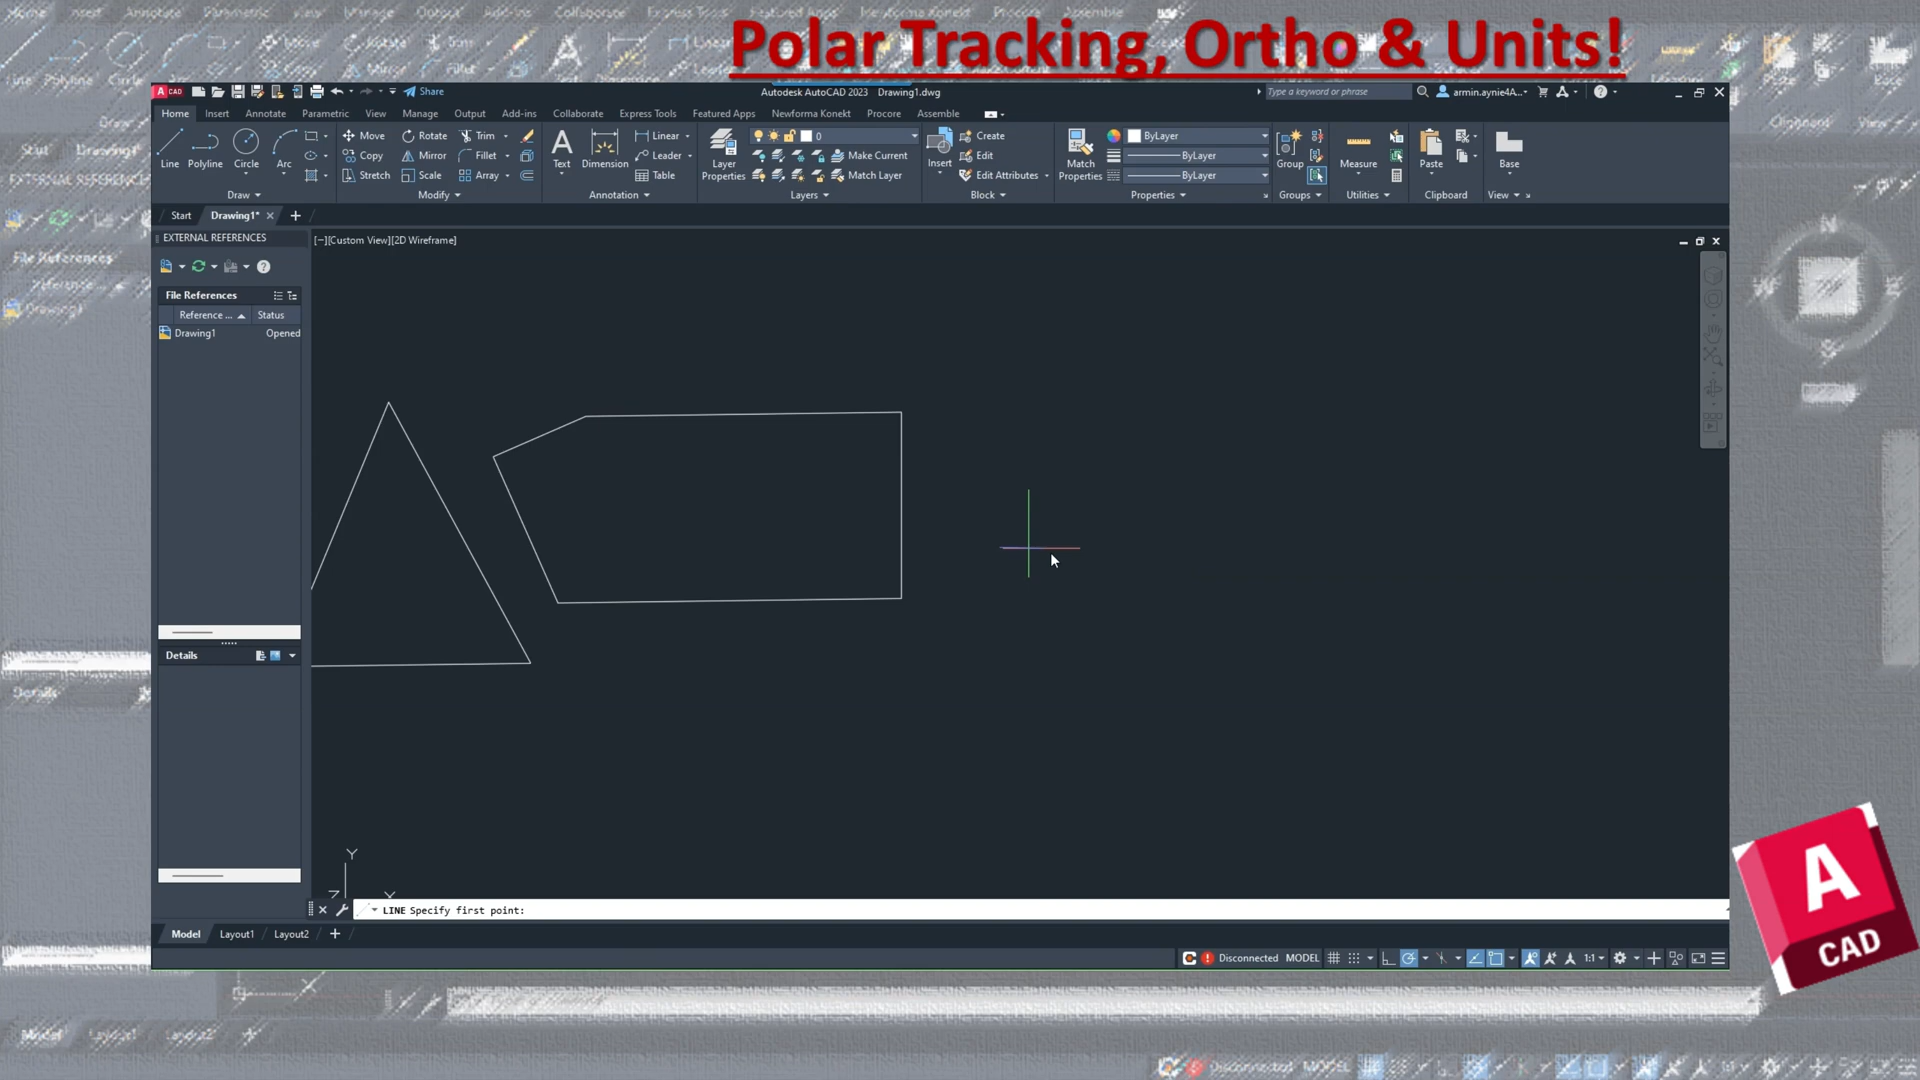 Polar Tracking, Ortho & Units!
A CAD
Share
Autodesk AutoCAD 2023 Drawing1.dwg
Type a keyword or phrase
armin.aynie4A...
Home Insert Annotate Parametric View Manage Output Add-ins Collaborate Express Tools Featured Apps Newforma Konekt Procore Assemble
Line Polyline Circle Arc
Move Rotate Trim
Copy Mirror Fillet
Stretch Scale Array
Text Dimension
Linear
Leader
Table
Layer Properties
0
Make Current
Match Layer
Insert
Create
Edit
Edit Attributes
Match Properties
ByLayer
ByLayer
ByLayer
Group
Measure
Paste
Base
Draw Modify Annotation Layers Block Properties Groups Utilities Clipboard View
Start Drawing1*
EXTERNAL REFERENCES
[−][Custom View][2D Wireframe]
File References
Reference ... Status
Drawing1 Opened
Details
Y
LINE Specify first point:
Model Layout1 Layout2
Disconnected MODEL 1:1
A
CAD